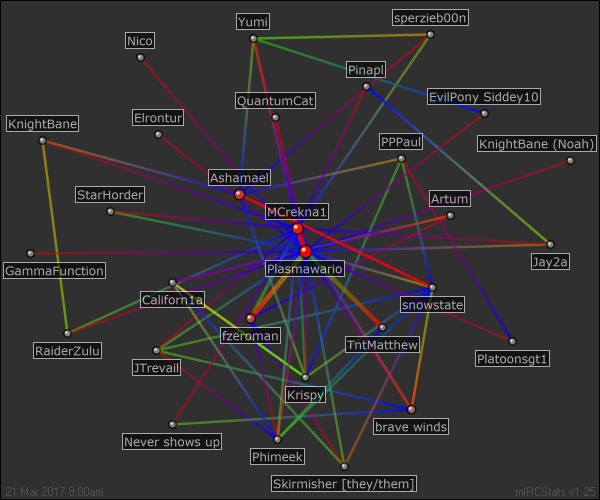 Yumi
sperzieb00n
Nico
Pinapl
QuantumCat
EvilPony Siddey10
KnightBane
Elrontur
PPPaul
KnightBane (Noah)
Ashamael
StarHorder
MCrekna1
Artum
GammaFunction
Plasmawario
Jay2a
Californ1a
snowstate
fzeroman
TntMatthew
RaiderZulu
JTrevail
Platoonsgt1
Krispy
Never shows up
brave winds
Phimeek
Skirmisher [they/them]
21 Mar 2017 9:00am
mIRCStats v1.25